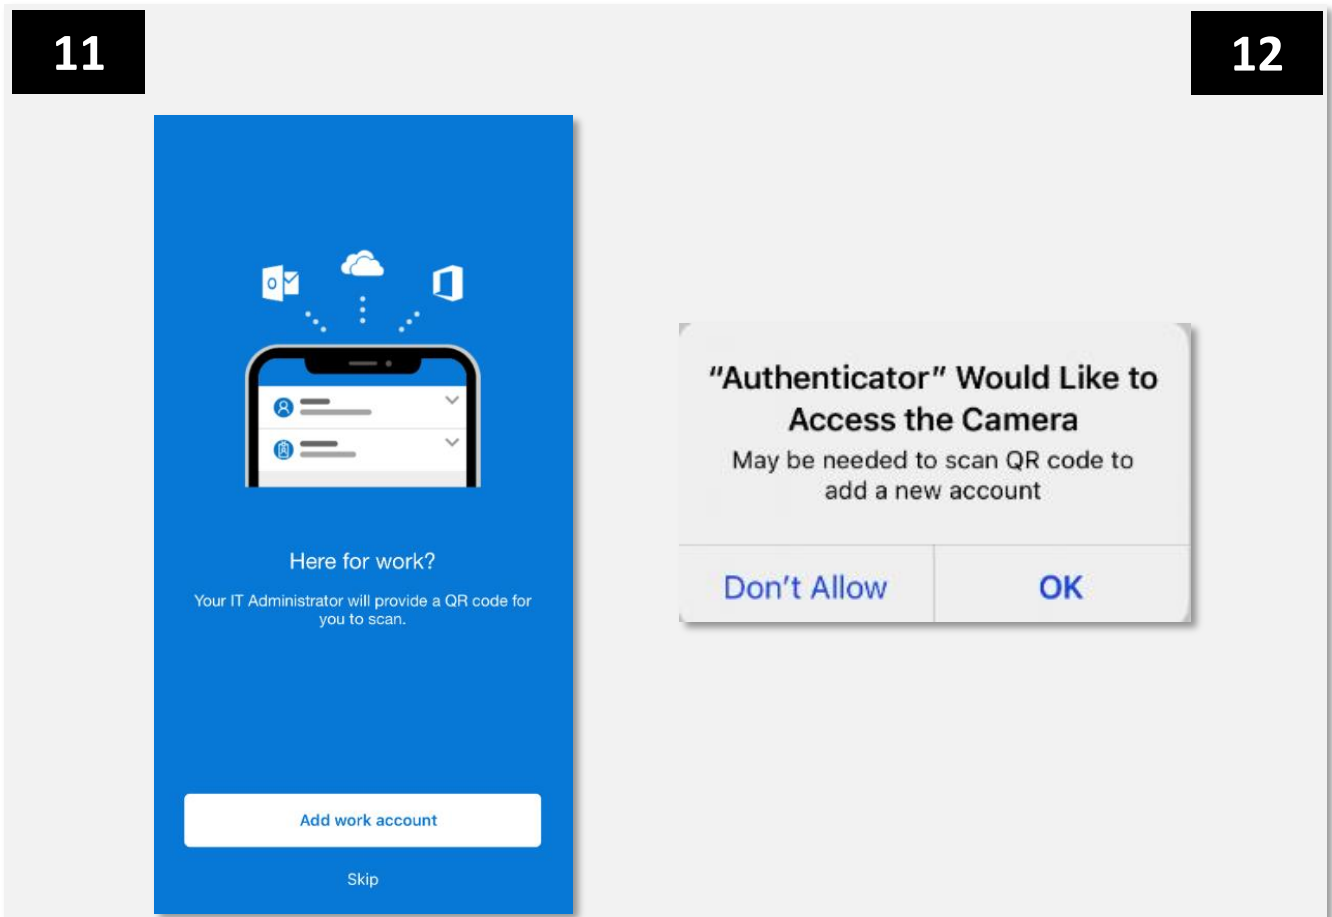 11
12
Here for work?
Your IT Administrator will provide a QR code for
you to scan.
Add work account
Skip
"Authenticator" Would Like to
Access the Camera
May be needed to scan QR code to
add a new account
Don't Allow
OK